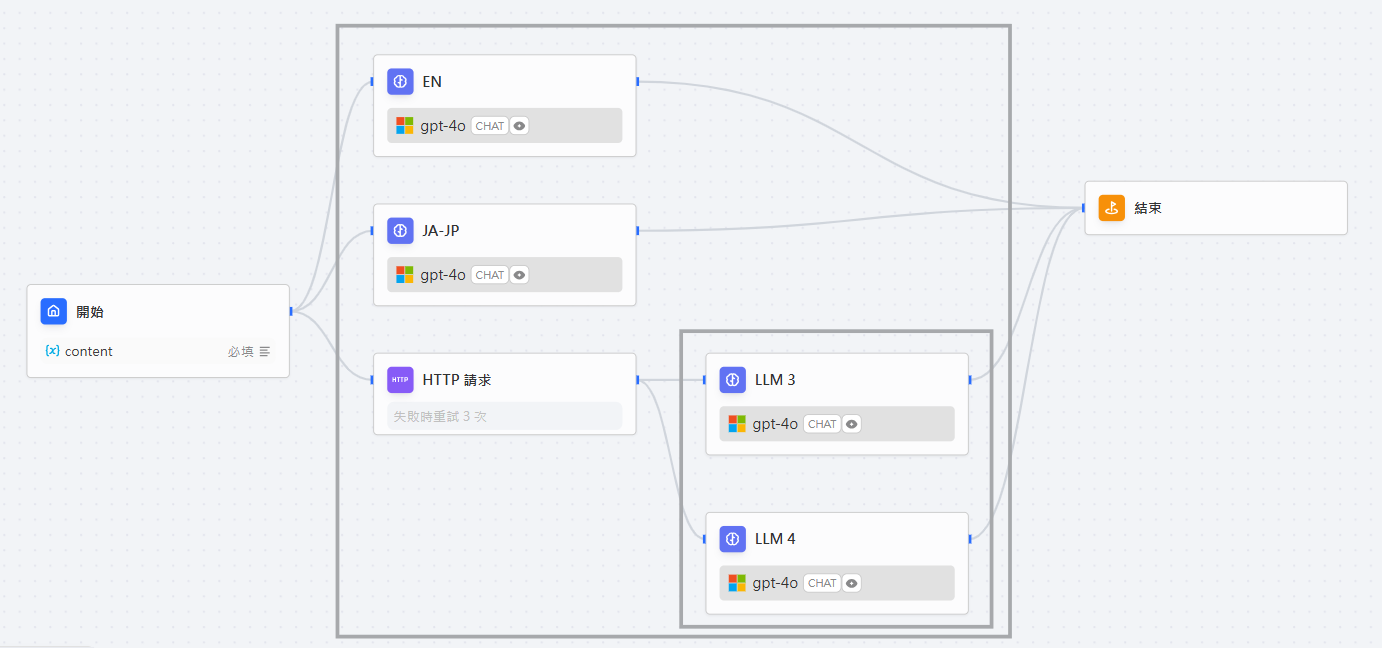 EN
gpt-4o CHAT
JA-JP
gpt-4o CHAT
結束
開始
content 必填
HTTP HTTP 請求
失敗時重試 3 次
LLM 3
gpt-4o CHAT
LLM 4
gpt-4o CHAT